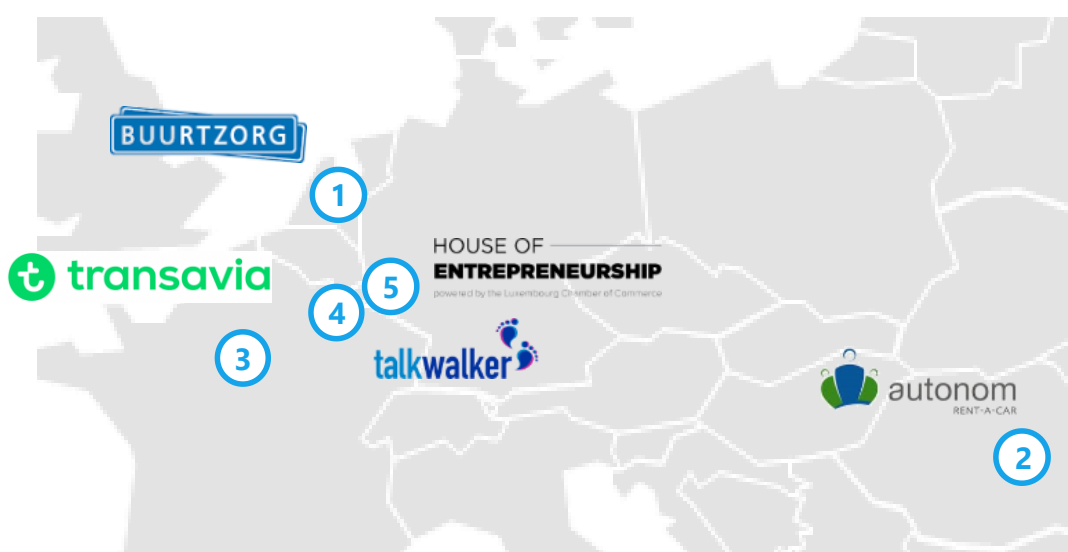 BUURTZORG
1
HOUSE OF
ENTREPRENEURSHIP
powered by the Luxembourg Chamber of Commerce
transavia
5
4
3
talkwalker
autonom
RENT-A-CAR
2